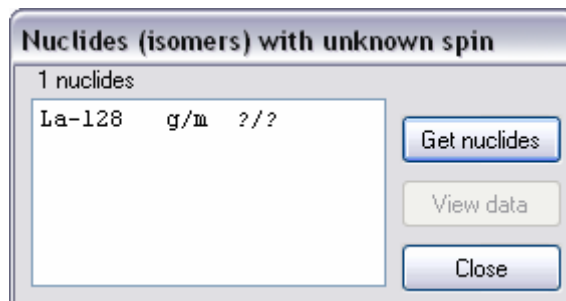 Nuclides (isomers) with unknown spin
1 nuclides
La-128 g/m ?/?
Get nuclides
View data
Close